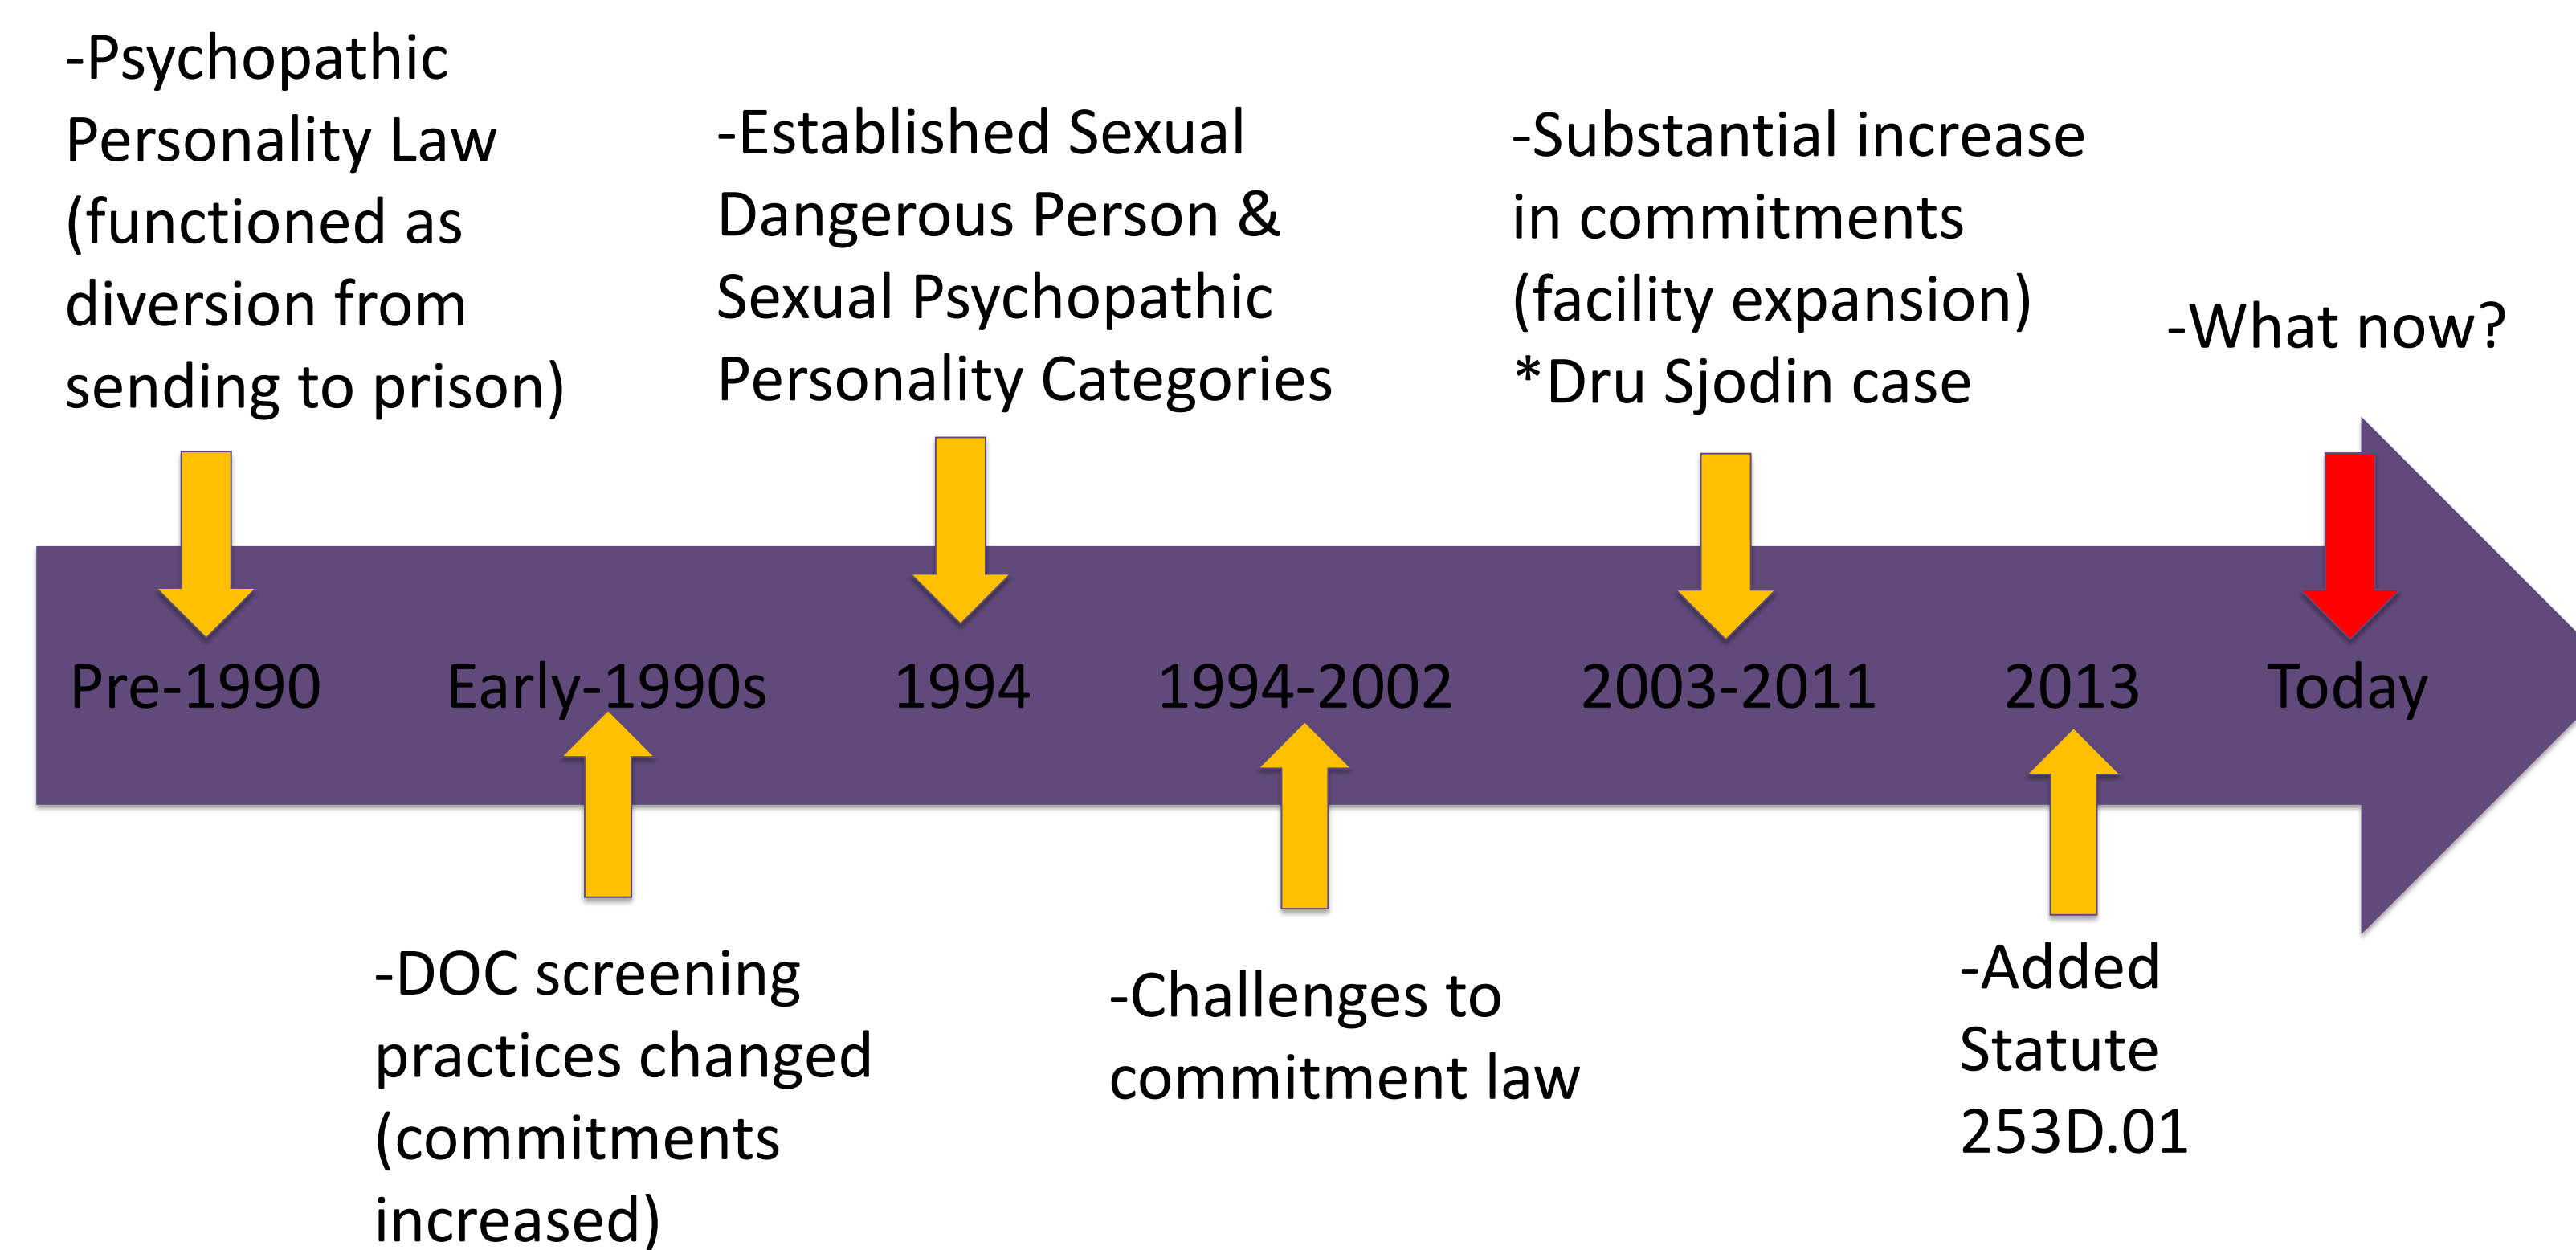 -Psychopathic
Personality Law
(functioned as
diversion from
sending to prison)
-Established Sexual
Dangerous Person &
Sexual Psychopathic
Personality Categories
-Substantial increase
in commitments
(facility expansion)
*Dru Sjodin case
-What now?
Pre-1990
Early-1990s
1994
1994-2002
2003-2011
2013
Today
-DOC screening
practices changed
(commitments
increased)
-Challenges to
commitment law
-Added
Statute
253D.01